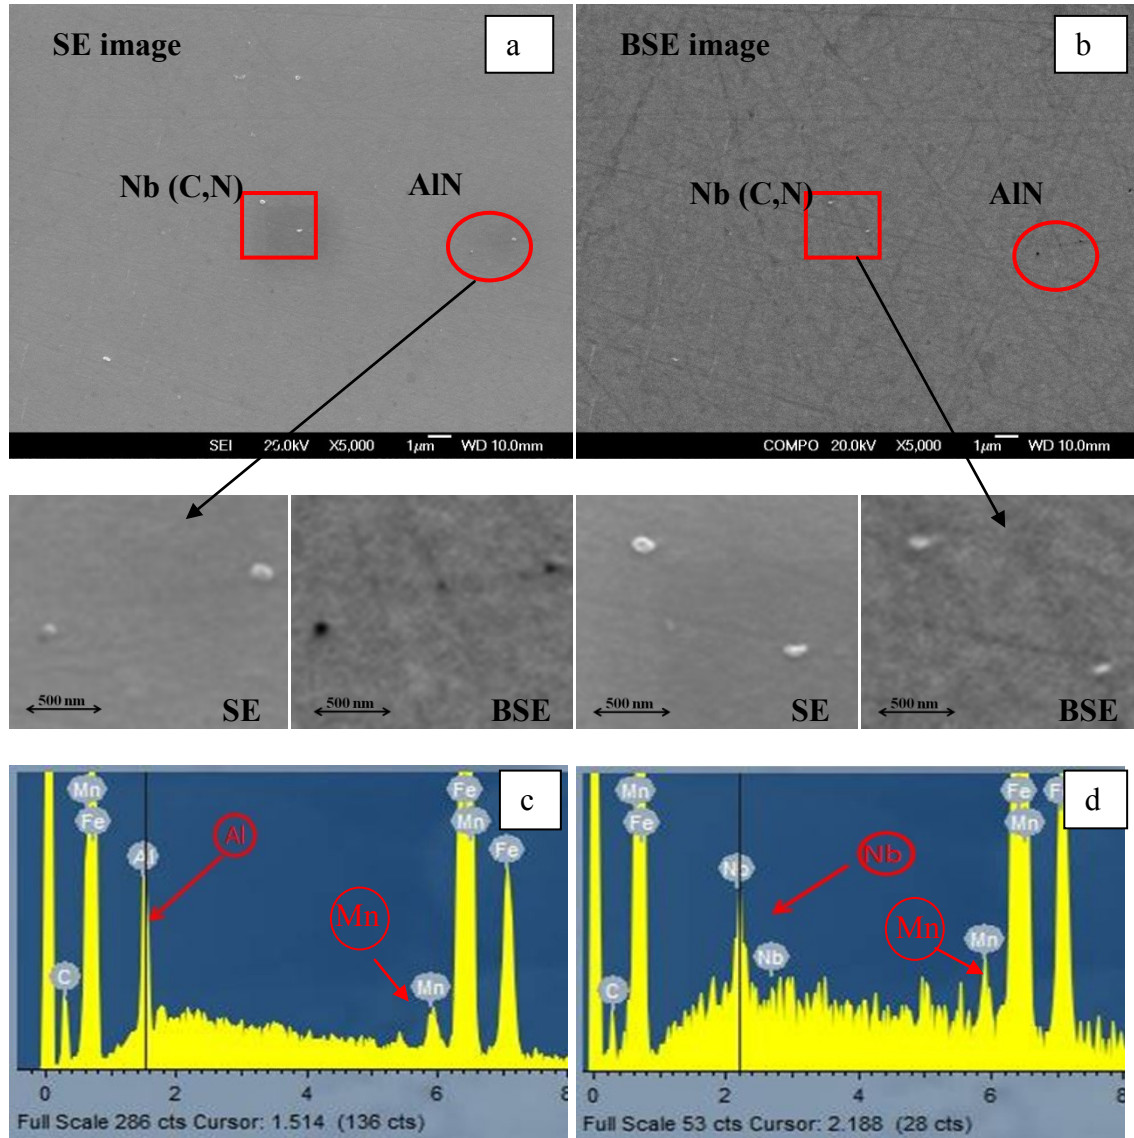 SE image
a
Nb (C,N)
AlN
SEI 20.0kV X5,000 1µm WD 10.0mm
BSE image
b
Nb (C,N)
AlN
COMPO 20.0kV X5,000 1µm WD 10.0mm
500 nm
SE
500 nm
BSE
500 nm
SE
500 nm
BSE
c
Mn
Fe
Al
Al
C
Mn
Mn
Fe
Mn
Fe
0 2 4 6 8
Full Scale 286 cts Cursor: 1.514 (136 cts)
d
Mn
Fe
Nb
Nb
Nb
C
Mn
Mn
Fe
Mn
F
0 2 4 6 8
Full Scale 53 cts Cursor: 2.188 (28 cts)